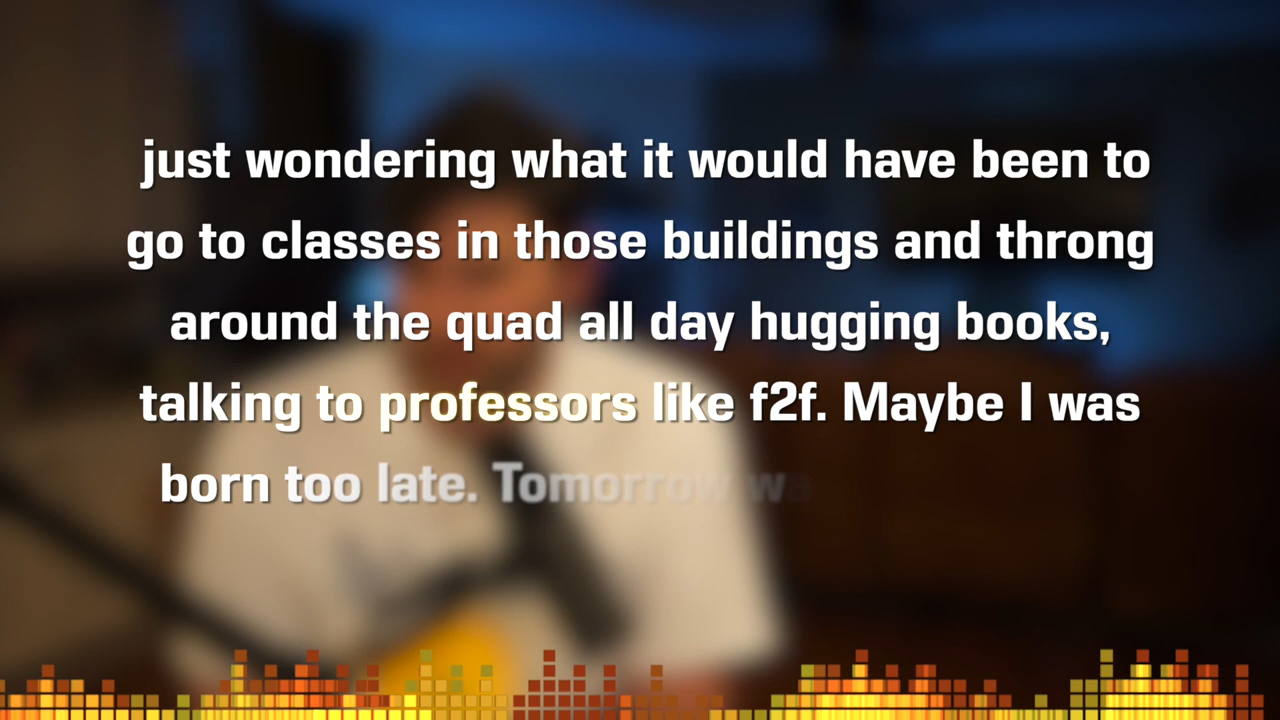 just wondering what it would have been to
go to classes in those buildings and throng
around the quad all day hugging books,
talking to professors like f2f. Maybe I was
born too late. Tomorrow wa